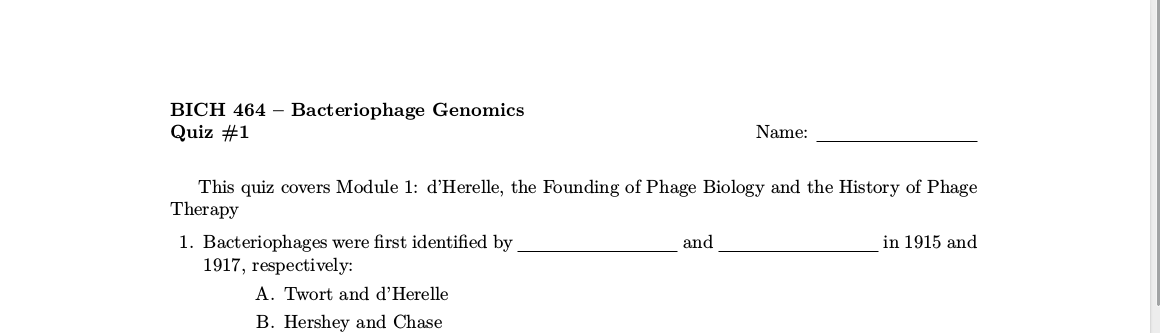 BICH 464 – Bacteriophage Genomics
Quiz #1 Name: ________________
This quiz covers Module 1: d'Herelle, the Founding of Phage Biology and the History of Phage
Therapy
1. Bacteriophages were first identified by ________________ and ________________ in 1915 and
1917, respectively:
A. Twort and d'Herelle
B. Hershey and Chase